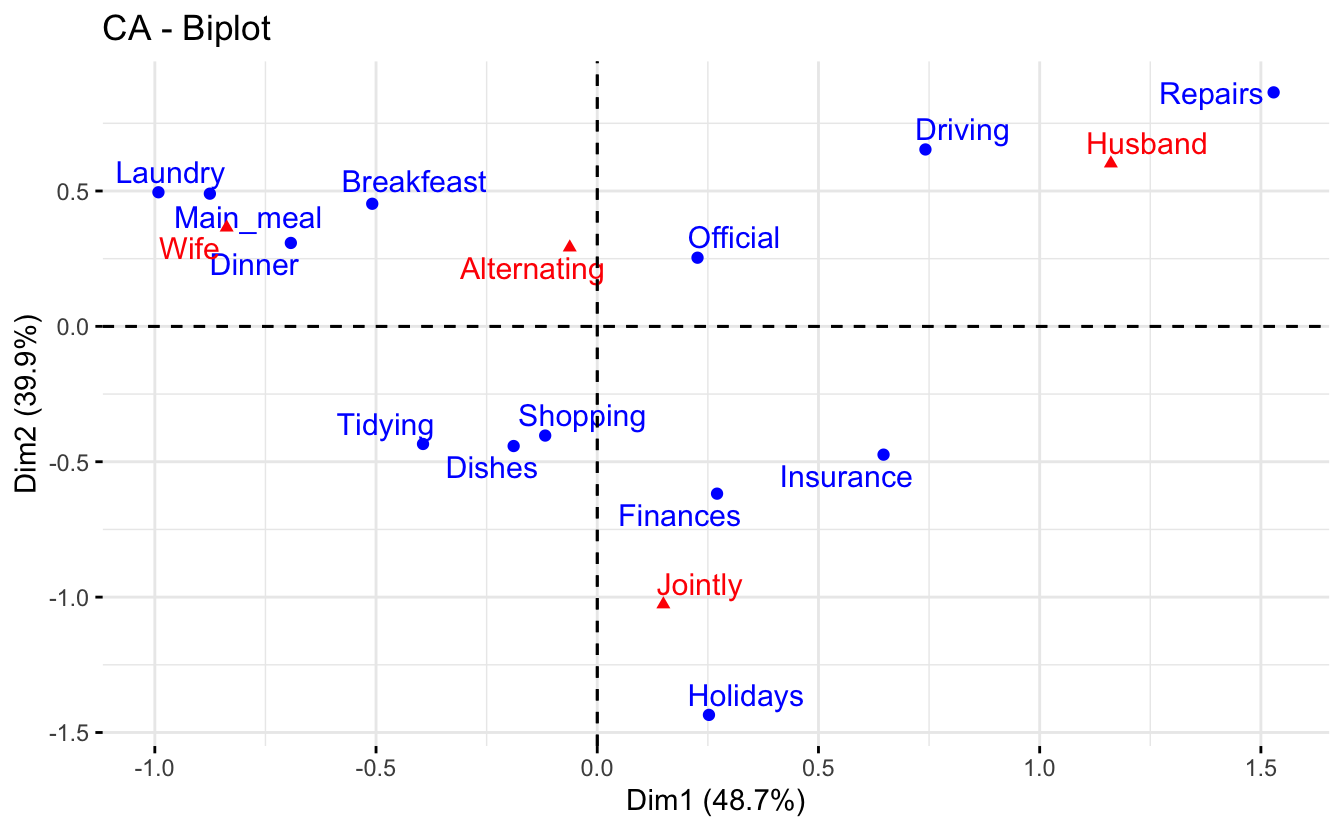 CA - Biplot
Repairs
Driving
Husband
Laundry
Breakfeast
Main_meal
Official
Wife
Dinner
Alternating
Shopping
Tidying
Dishes
Insurance
Finances
Jointly
Holidays
0.5
0.0
-0.5
-1.0
-1.5
Dim2 (39.9%)
-1.0 -0.5 0.0 0.5 1.0 1.5
Dim1 (48.7%)